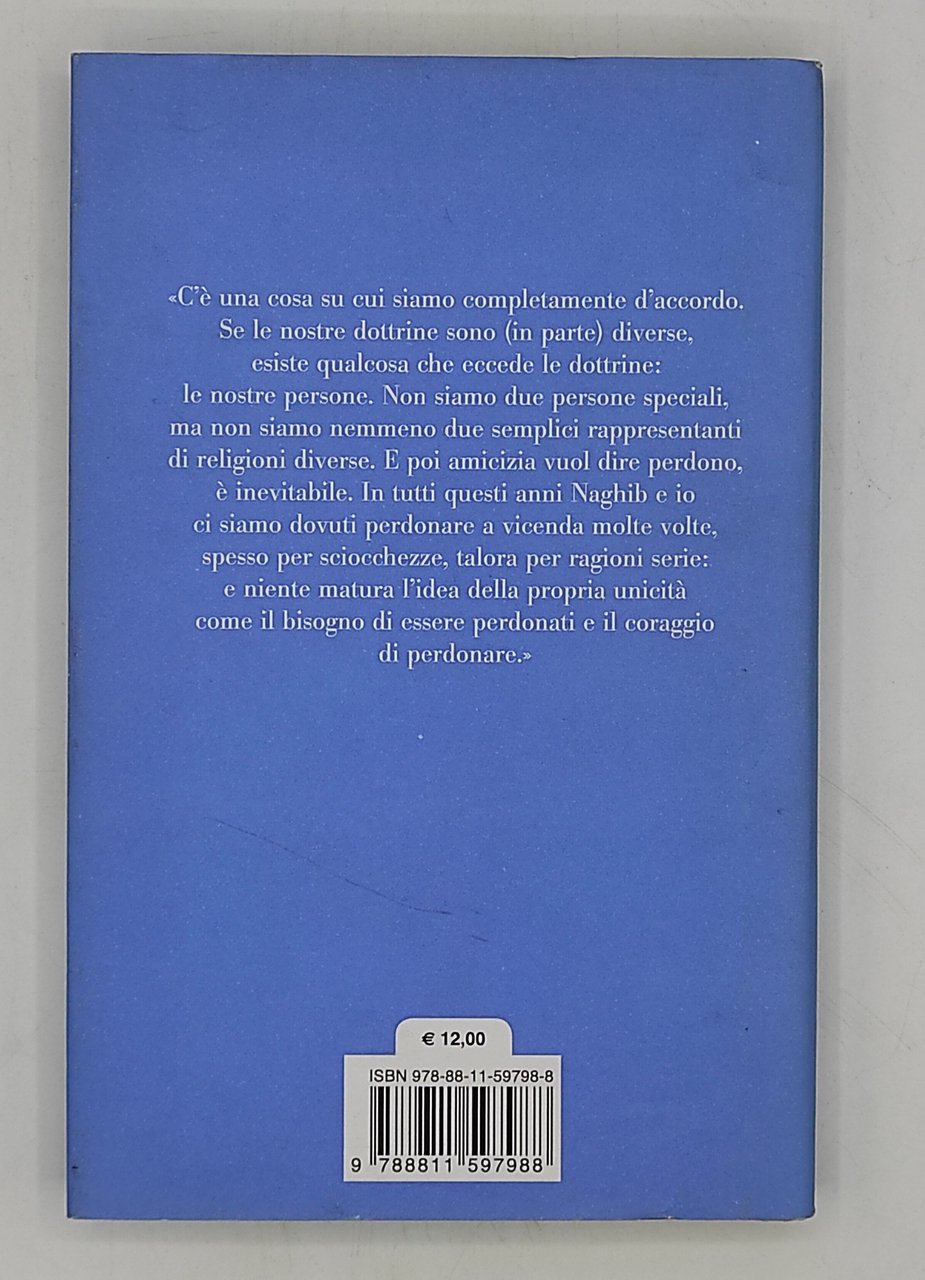 «C'è una cosa su cui siamo completamente d'accordo.
Se le nostre dottrine sono (in parte) diverse,
esiste qualcosa che eccede le dottrine:
le nostre persone. Non siamo due persone speciali,
ma non siamo nemmeno due semplici rappresentanti
di religioni diverse. E poi amicizia vuol dire perdono,
è inevitabile. In tutti questi anni Naghib e io
ci siamo dovuti perdonare a vicenda molte volte,
spesso per sciocchezze, talora per ragioni serie:
e niente matura l'idea della propria unicità
come il bisogno di essere perdonati e il coraggio
di perdonare.»
€ 12,00
ISBN 978-88-11-59798-8
9 788811 597988